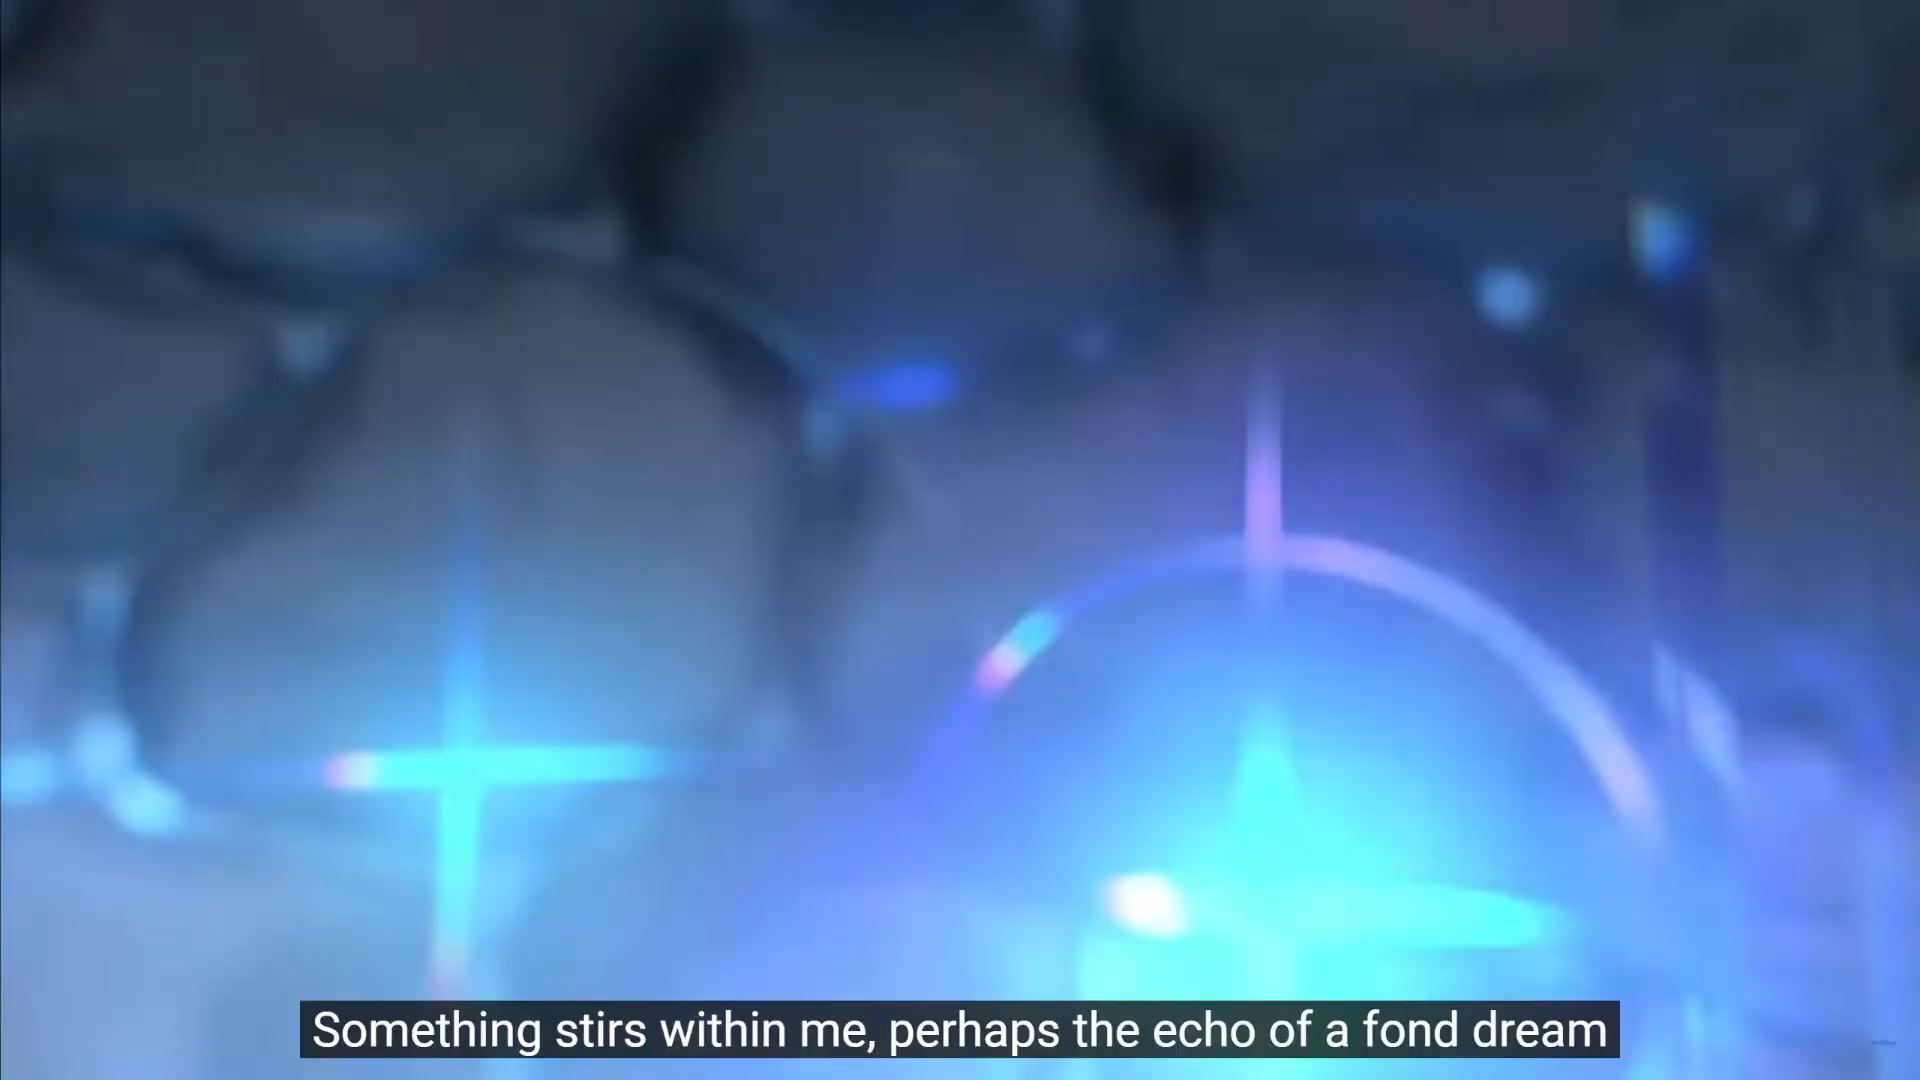 Something stirs within me, perhaps the echo of a fond dream